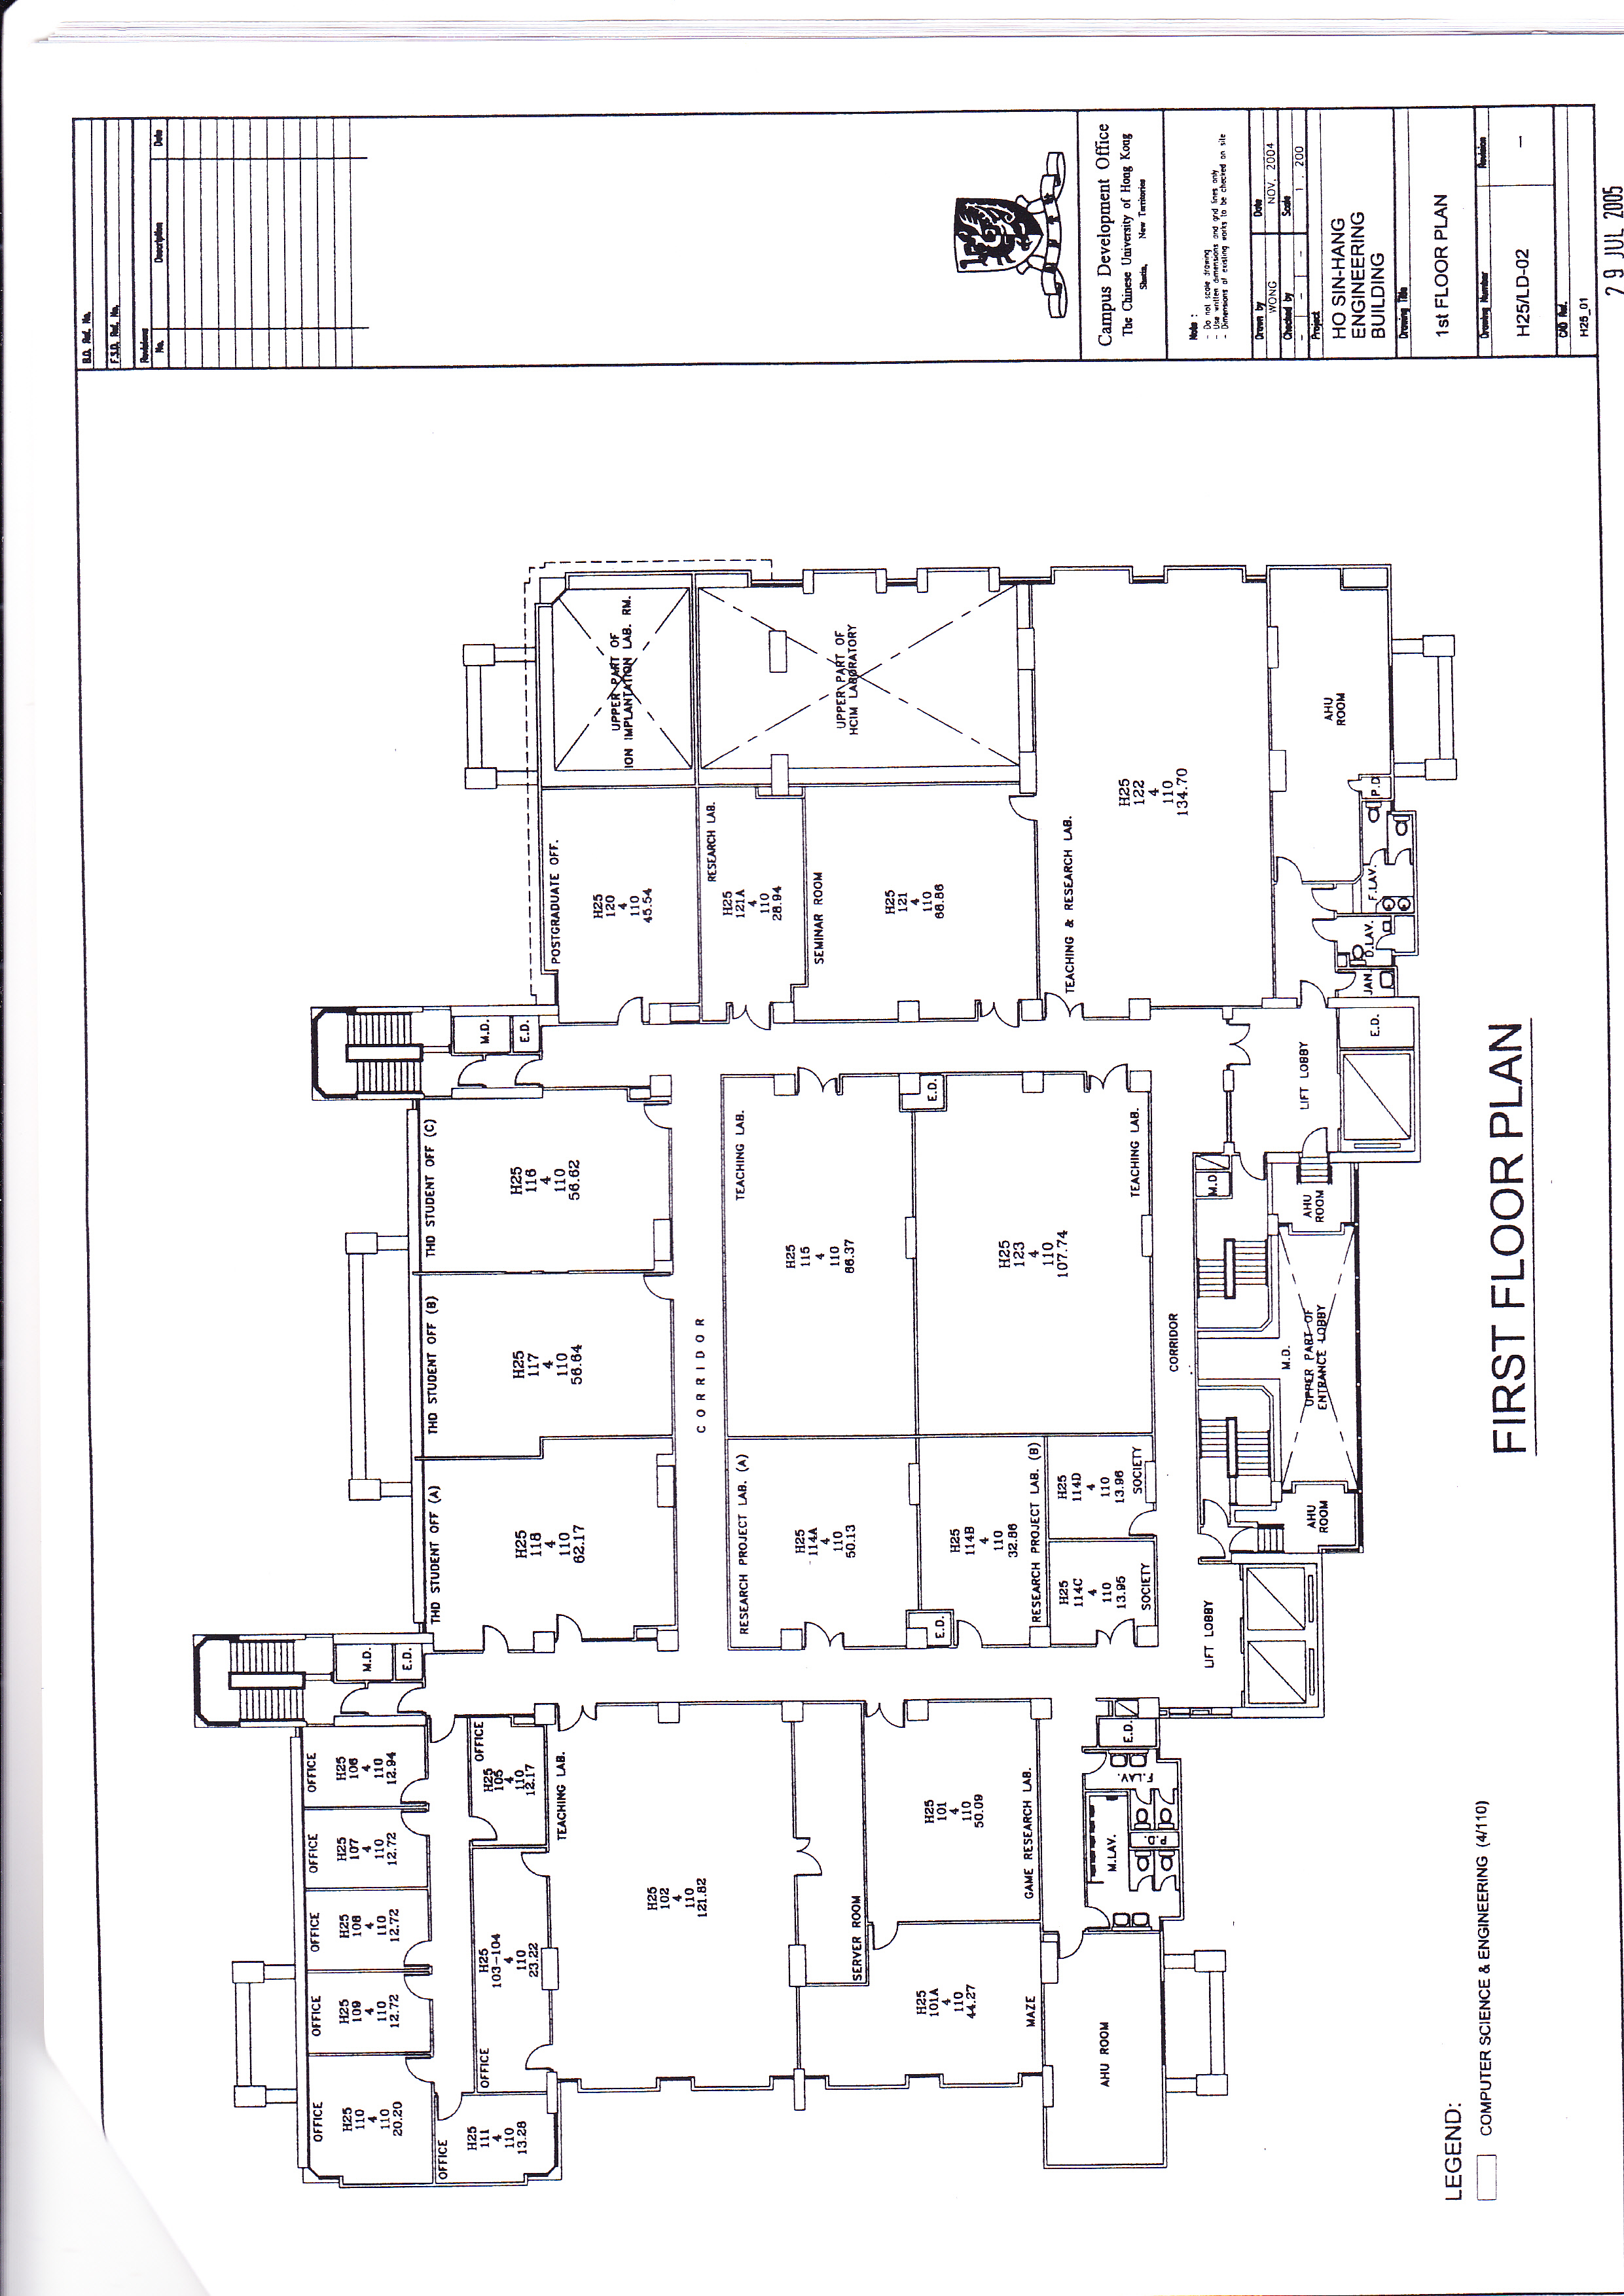 B.D. Ref. No.
F.S.D. Ref. No.
Revisions
No.
Description
Date
Campus Development Office
The Chinese University of Hong Kong
Shatin, New Territories
Note :
- Do not scale drawing
- Use written dimensions and grid lines only
- Dimensions of existing works to be checked on site
Drawn by
WONG
Date
NOV. 2004
Checked by
- - -
Scale
1 : 200
Project
HO SIN-HANG
ENGINEERING
BUILDING
Drawing Title
1st FLOOR PLAN
Drawing Number
Revision
H25/LD-02
-
CAD Ref.
H25_01
29 JUL 2005
OFFICE
H25
110
4
110
20.20
OFFICE
H25
109
4
110
12.72
OFFICE
H25
108
4
110
12.72
OFFICE
H25
107
4
110
12.72
OFFICE
H25
106
4
110
12.94
OFFICE
H25
111
4
110
13.28
OFFICE
H25
103-104
4
110
23.22
OFFICE
H25
105
4
110
12.17
M.D.
E.D.
TEACHING LAB.
H25
102
4
110
121.82
SERVER ROOM
H25
101A
4
110
44.27
MAZE
H25
101
4
110
50.09
GAME RESEARCH LAB.
AHU ROOM
M.LAV.
F.LAV.
P.D.
E.D.
LIFT LOBBY
THD STUDENT OFF (A)
H25
118
4
110
62.17
THD STUDENT OFF (B)
H25
117
4
110
56.64
THD STUDENT OFF (C)
H25
116
4
110
56.62
M.D.
E.D.
CORRIDOR
RESEARCH PROJECT LAB. (A)
H25
114A
4
110
50.13
E.D.
H25
114B
4
110
32.86
RESEARCH PROJECT LAB. (B)
H25
114C
4
110
13.95
SOCIETY
H25
114D
4
110
13.96
SOCIETY
TEACHING LAB.
H25
115
4
110
86.37
E.D.
H25
123
4
110
107.74
TEACHING LAB.
CORRIDOR
M.D.
M.D.
AHU
ROOM
UPPER PART OF
ENTRANCE LOBBY
AHU
ROOM
LIFT LOBBY
E.D.
POSTGRADUATE OFF.
H25
120
4
110
45.54
UPPER PART OF
ION IMPLANTATION LAB. RM.
RESEARCH LAB.
H25
121A
4
110
28.94
UPPER PART OF
HCIM LABORATORY
SEMINAR ROOM
H25
121
4
110
68.86
TEACHING & RESEARCH LAB.
H25
122
4
110
134.70
AHU
ROOM
JAN.
D.LAV.
F.LAV.
P.D.
FIRST FLOOR PLAN
LEGEND:
COMPUTER SCIENCE & ENGINEERING (4/110)